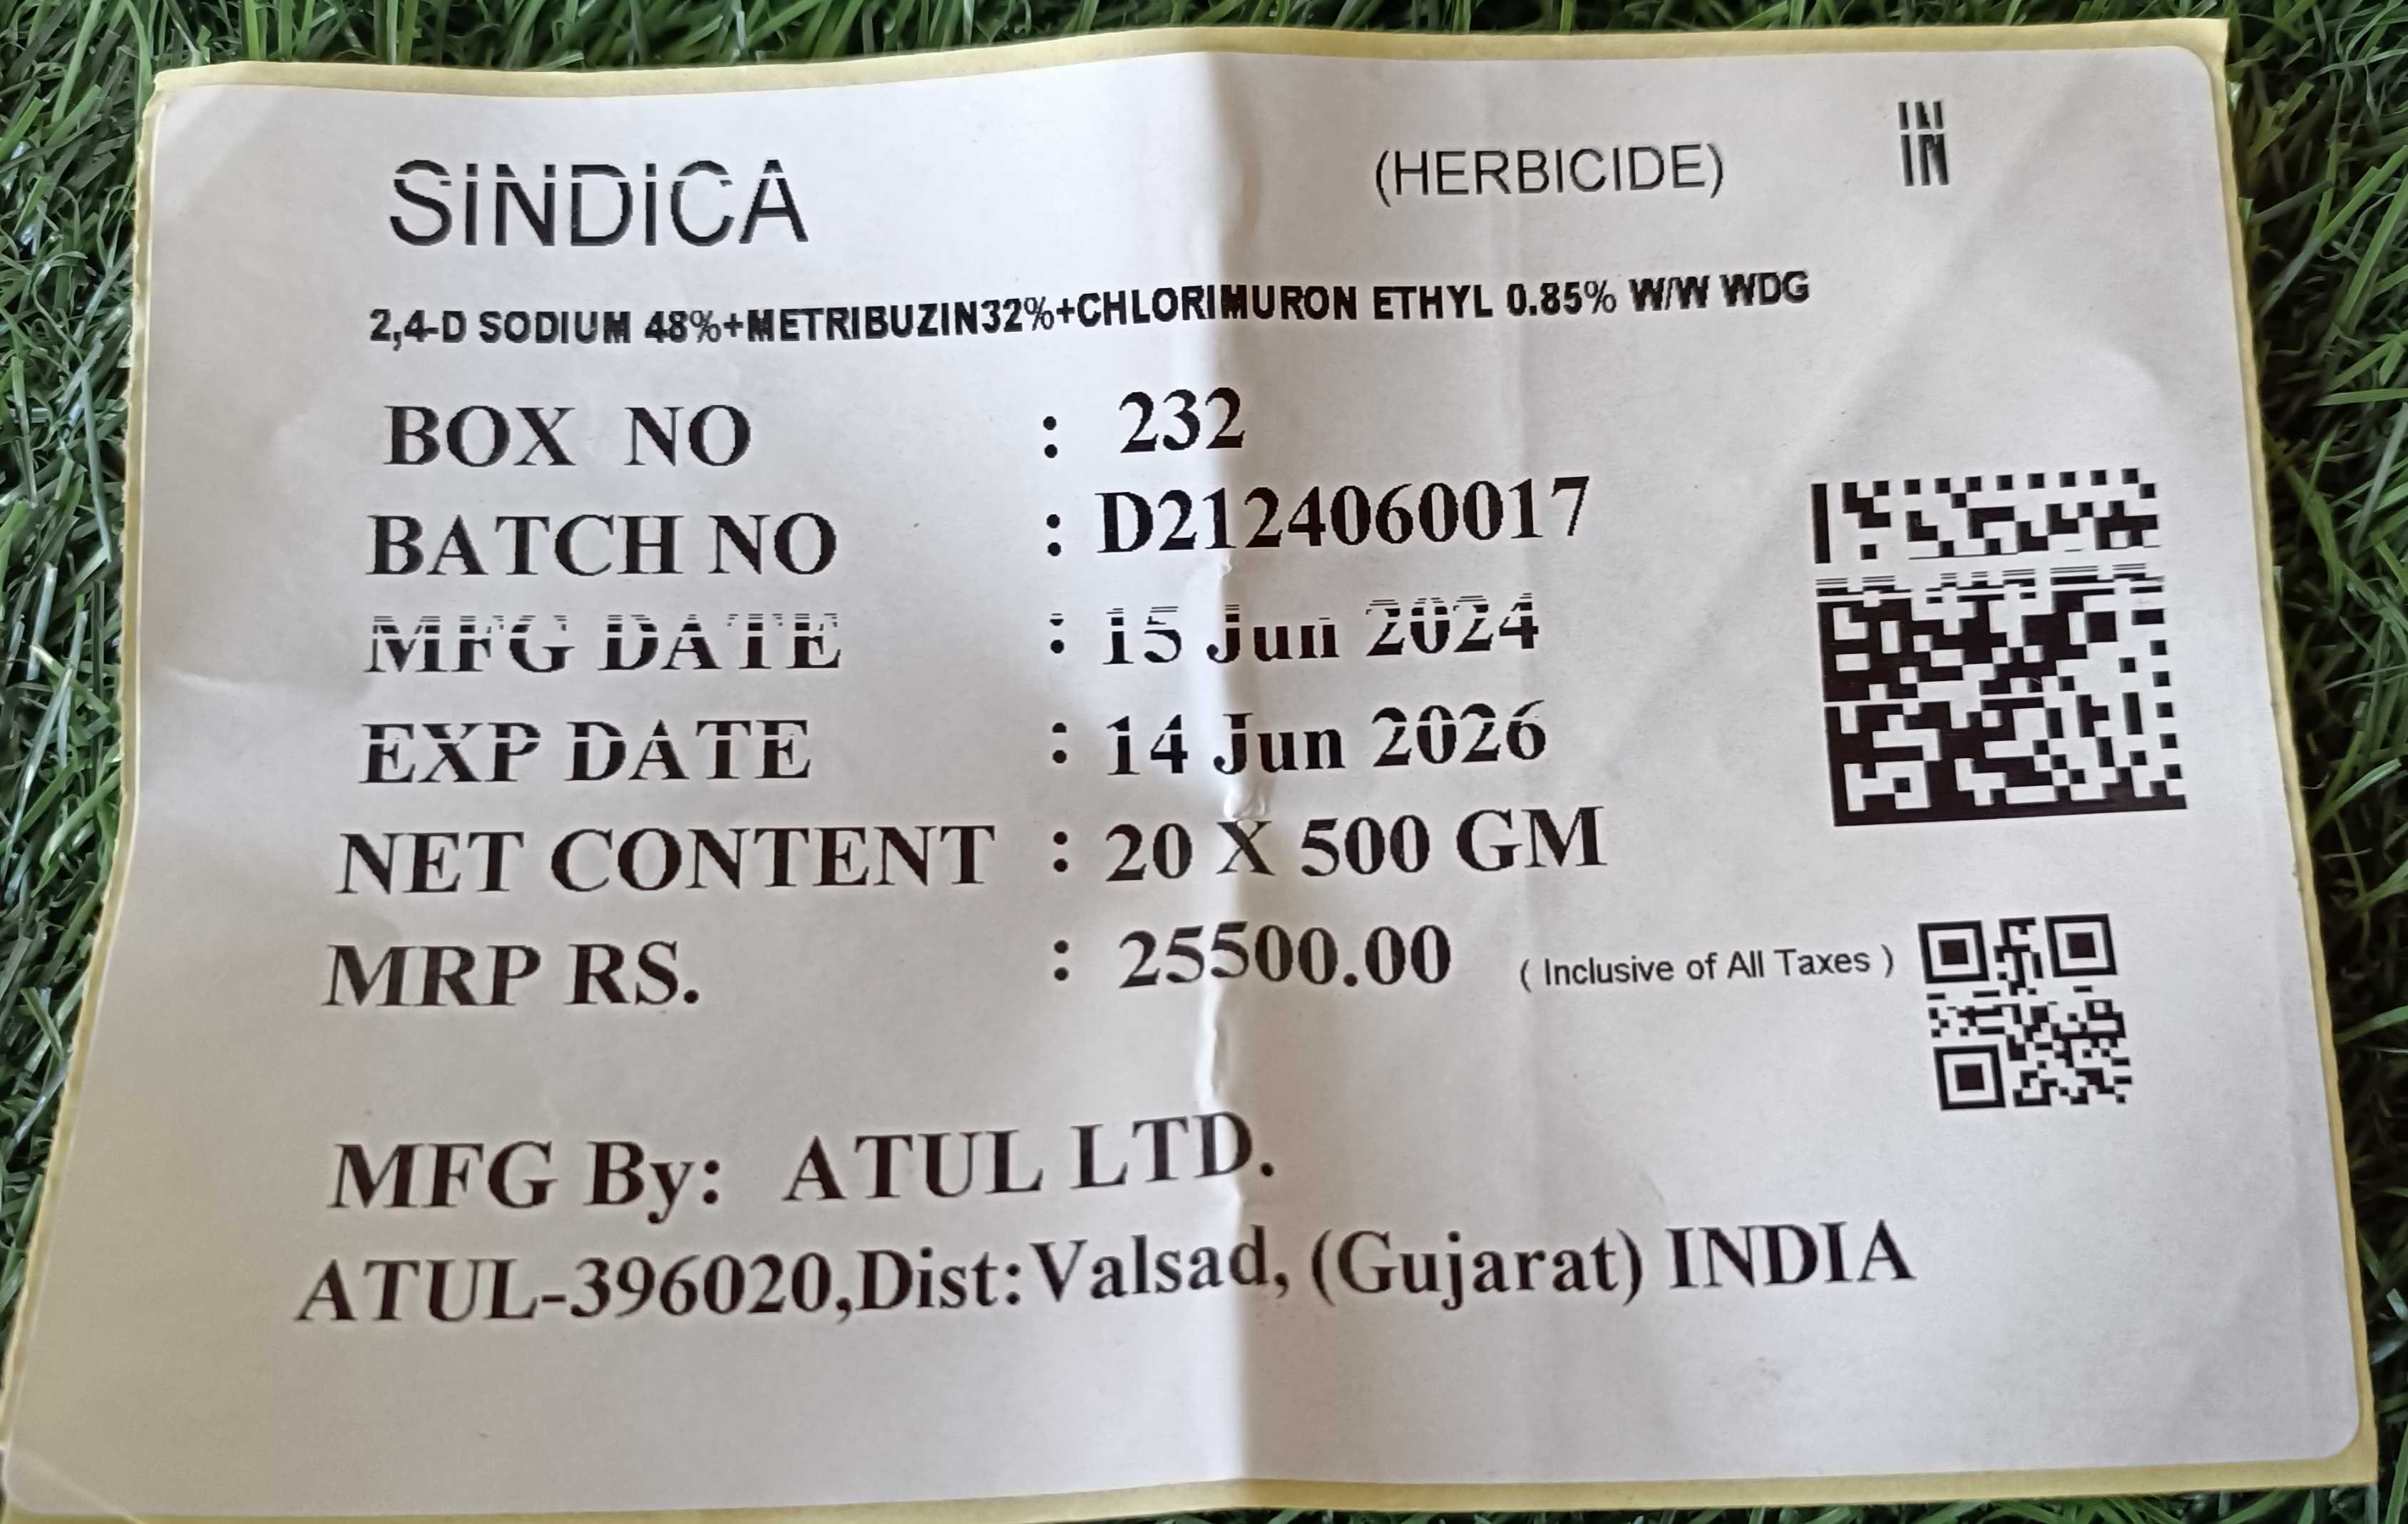 SINDICA (HERBICIDE) IN
2,4-D SODIUM 48%+METRIBUZIN32%+CHLORIMURON ETHYL 0.85% W/W WDG
BOX NO : 232
BATCH NO : D2124060017
MFG DATE : 15 Jun 2024
EXP DATE : 14 Jun 2026
NET CONTENT : 20 X 500 GM
MRP RS. : 25500.00 ( Inclusive of All Taxes )
MFG By: ATUL LTD.
ATUL-396020,Dist:Valsad, (Gujarat) INDIA